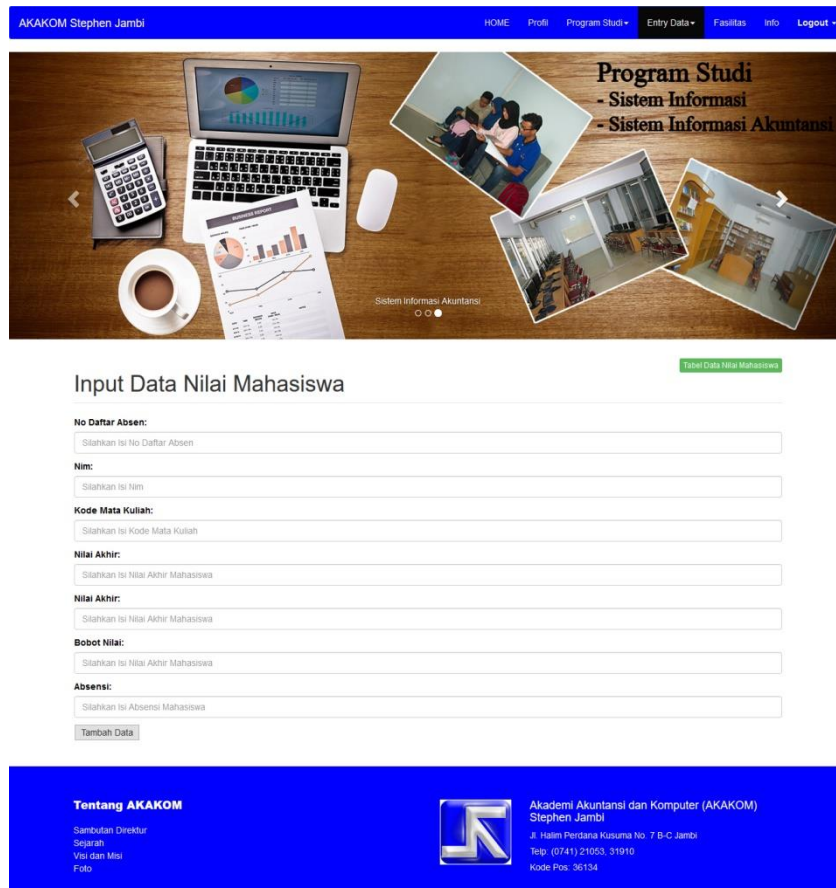 AKAKOM Stephen Jambi
HOME Profil Program Studi Entry Data Fasilitas Info Logout
Program Studi
- Sistem Informasi
- Sistem Informasi Akuntansi
BUSINESS REPORT
Sistem Informasi Akuntansi
Tabel Data Nilai Mahasiswa
Input Data Nilai Mahasiswa
No Daftar Absen:
Silahkan Isi No Daftar Absen
Nim:
Silahkan Isi Nim
Kode Mata Kuliah:
Silahkan Isi Kode Mata Kuliah
Nilai Akhir:
Silahkan Isi Nilai Akhir Mahasiswa
Nilai Akhir:
Silahkan Isi Nilai Akhir Mahasiswa
Bobot Nilai:
Silahkan Isi Nilai Akhir Mahasiswa
Absensi:
Silahkan Isi Absensi Mahasiswa
Tambah Data
Tentang AKAKOM
Sambutan Direktur
Sejarah
Visi dan Misi
Foto
Akademi Akuntansi dan Komputer (AKAKOM)
Stephen Jambi
Jl. Halim Perdana Kusuma No. 7 B-C Jambi
Telp: (0741) 21053, 31910
Kode Pos: 36134